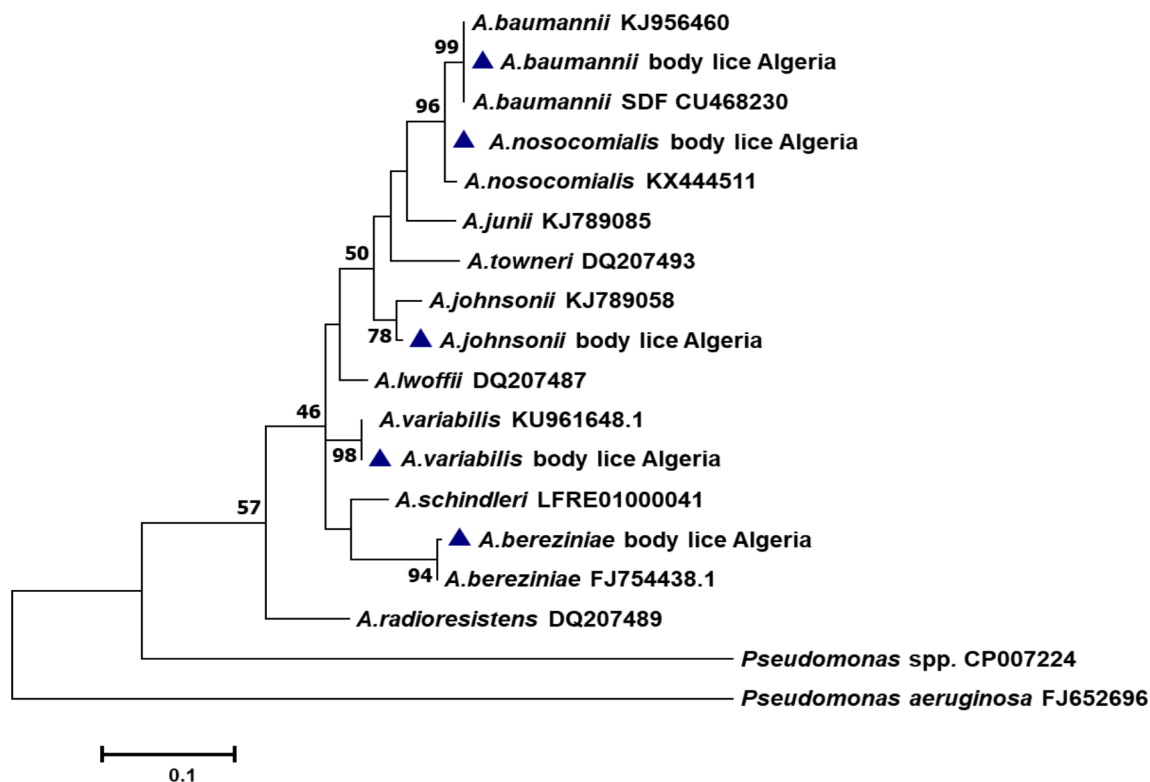 A.baumannii KJ956460
99
A.baumannii body lice Algeria
A.baumannii SDF CU468230
96
A.nosocomialis body lice Algeria
A.nosocomialis KX444511
A.junii KJ789085
50
A.towneri DQ207493
A.johnsonii KJ789058
78
A.johnsonii body lice Algeria
A.lwoffii DQ207487
46
A.variabilis KU961648.1
98
A.variabilis body lice Algeria
A.schindleri LFRE01000041
57
A.bereziniae body lice Algeria
94
A.bereziniae FJ754438.1
A.radioresistens DQ207489
Pseudomonas spp. CP007224
Pseudomonas aeruginosa FJ652696
0.1